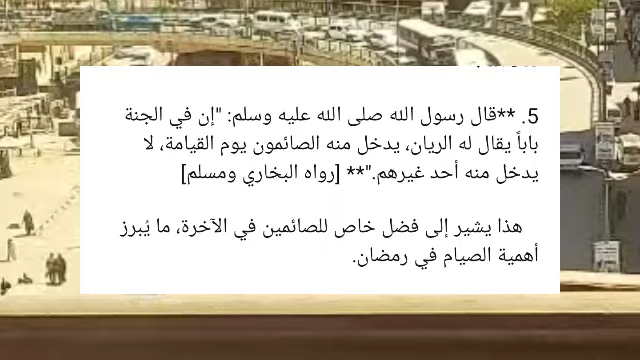 5. **قال رسول الله صلى الله عليه وسلم: "إن في الجنة
باباً يقال له الريان، يدخل منه الصائمون يوم القيامة، لا
يدخل منه أحد غيرهم."** [رواه البخاري ومسلم]
هذا يشير إلى فضل خاص للصائمين في الآخرة، ما يُبرز
أهمية الصيام في رمضان.